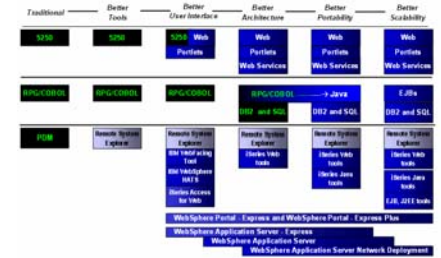 Traditional Better Tools Better User Interface Better Architecture Better Portability Better Scalability
5250 5250 5250 Web Web Web Web
Portlets Portlets Portlets Portlets
Web Services Web Services Web Services
RPG/COBOL RPG/COBOL RPG/COBOL RPG/COBOL Java EJBs
DB2 and SQL DB2 and SQL DB2 and SQL
PDM Remote System Explorer Remote System Explorer Remote System Explorer Remote System Explorer Remote System Explorer
IBM WebFacing Tool
IBM WebSphere HATS
iSeries Access for Web
iSeries Web tools
iSeries Web tools
iSeries Java tools
iSeries Web tools
iSeries Java tools
EJB, J2EE tools
WebSphere Portal - Express and WebSphere Portal - Express Plus
WebSphere Application Server - Express
WebSphere Application Server
WebSphere Application Server Network Deployment